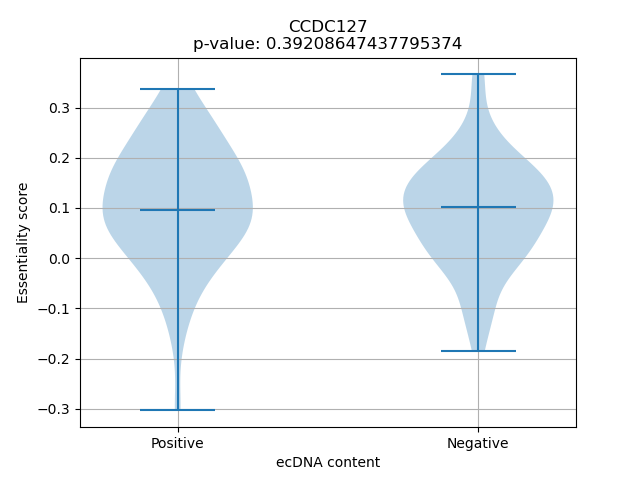 CCDC127
p-value: 0.39208647437795374
Essentiality score
0.3
0.2
0.1
0.0
−0.1
−0.2
−0.3
Positive
Negative
ecDNA content